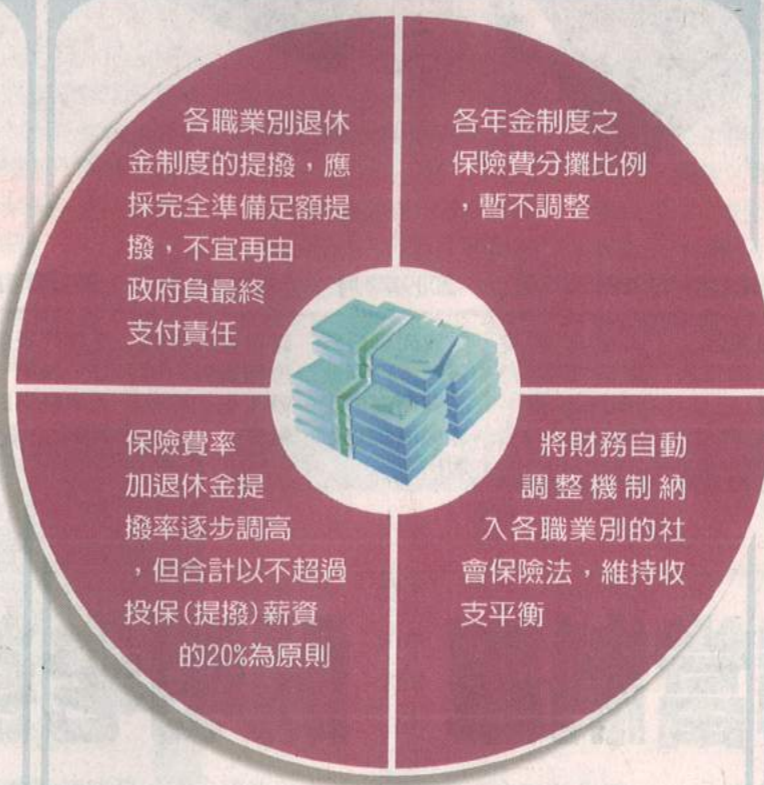 各職業別退休
金制度的提撥，應
採完全準備足額提
撥，不宜再由
政府負最終
支付責任
各年金制度之
保險費分攤比例
，暫不調整
保險費率
加退休金提
撥率逐步調高
，但合計以不超過
投保(提撥)薪資
的20%為原則
將財務自動
調整機制納
入各職業別的社
會保險法，維持收
支平衡